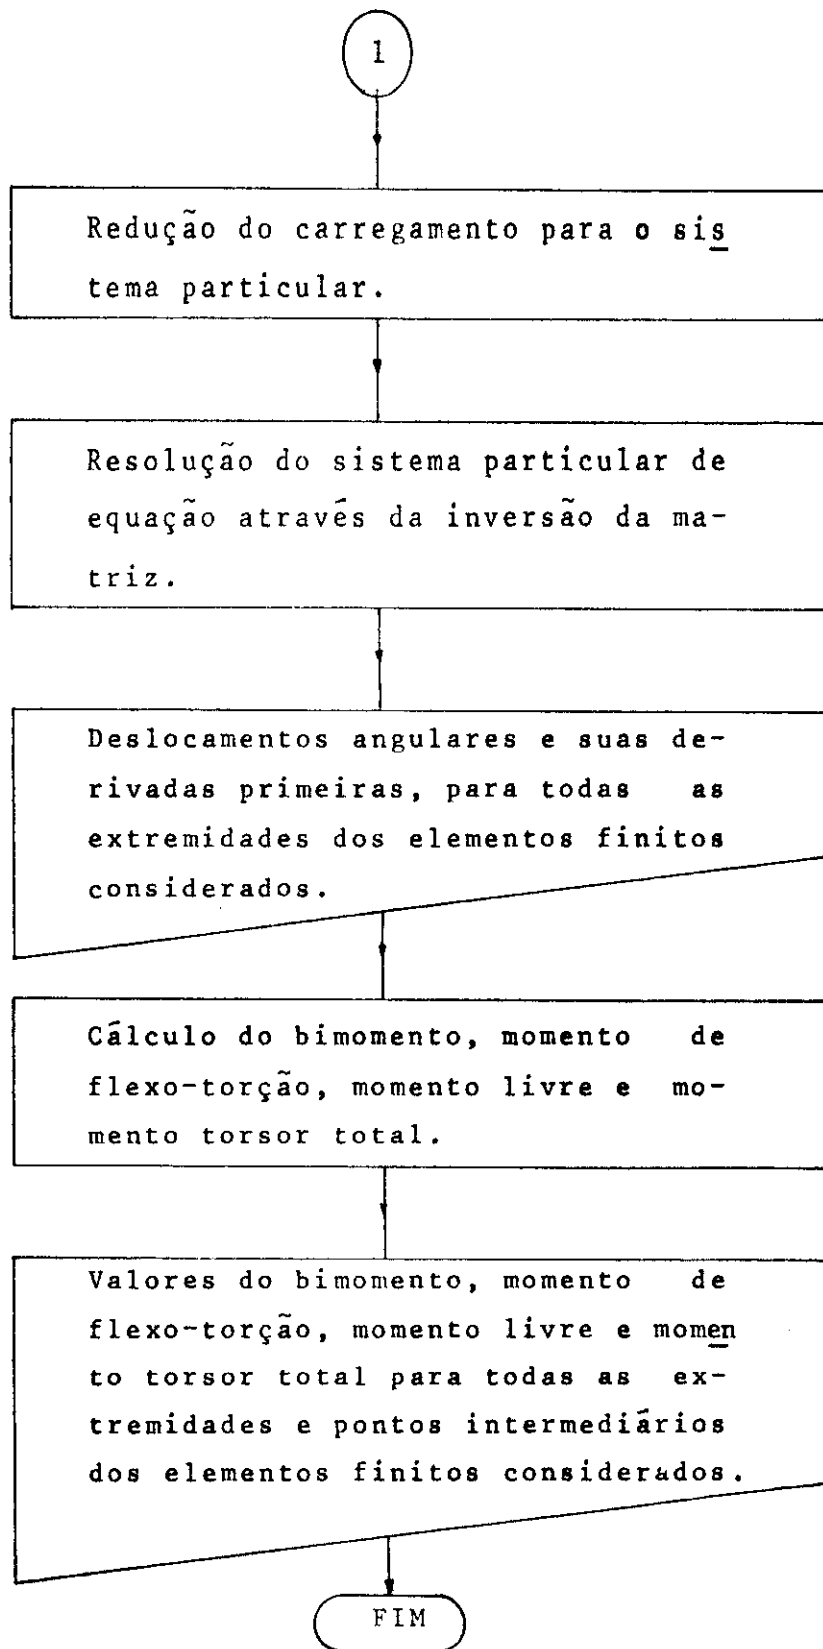 1
Redução do carregamento para o sis
tema particular.
Resolução do sistema particular de
equação através da inversão da ma-
triz.
Deslocamentos angulares e suas de-
rivadas primeiras, para todas as
extremidades dos elementos finitos
considerados.
Cálculo do bimomento, momento de
flexo-torção, momento livre e mo-
mento torsor total.
Valores do bimomento, momento de
flexo-torção, momento livre e momen
to torsor total para todas as ex-
tremidades e pontos intermediários
dos elementos finitos considerados.
FIM